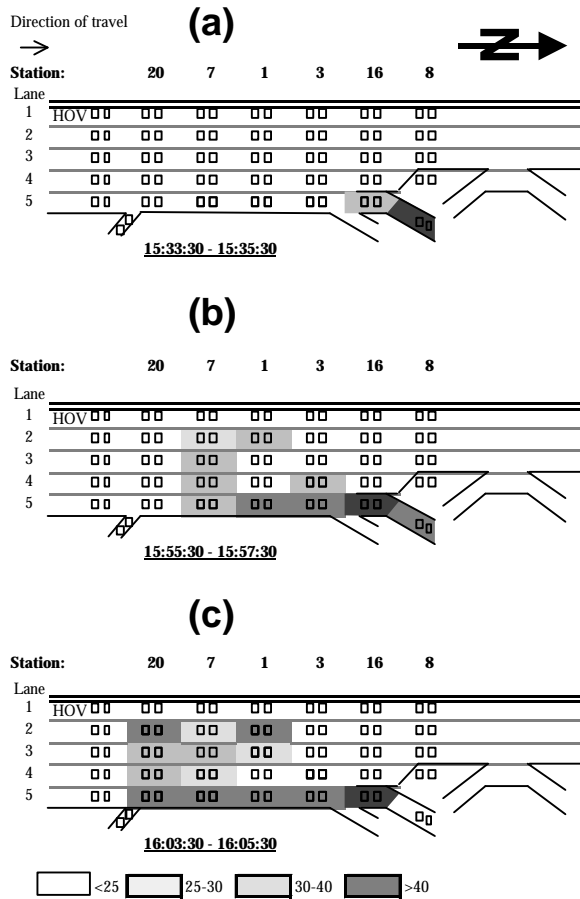 Direction of travel
(a)
N
Station: 20 7 1 3 16 8
Lane
1 HOV
2
3
4
5
15:33:30 - 15:35:30
(b)
Station: 20 7 1 3 16 8
Lane
1 HOV
2
3
4
5
15:55:30 - 15:57:30
(c)
Station: 20 7 1 3 16 8
Lane
1 HOV
2
3
4
5
16:03:30 - 16:05:30
<25 25-30 30-40 >40